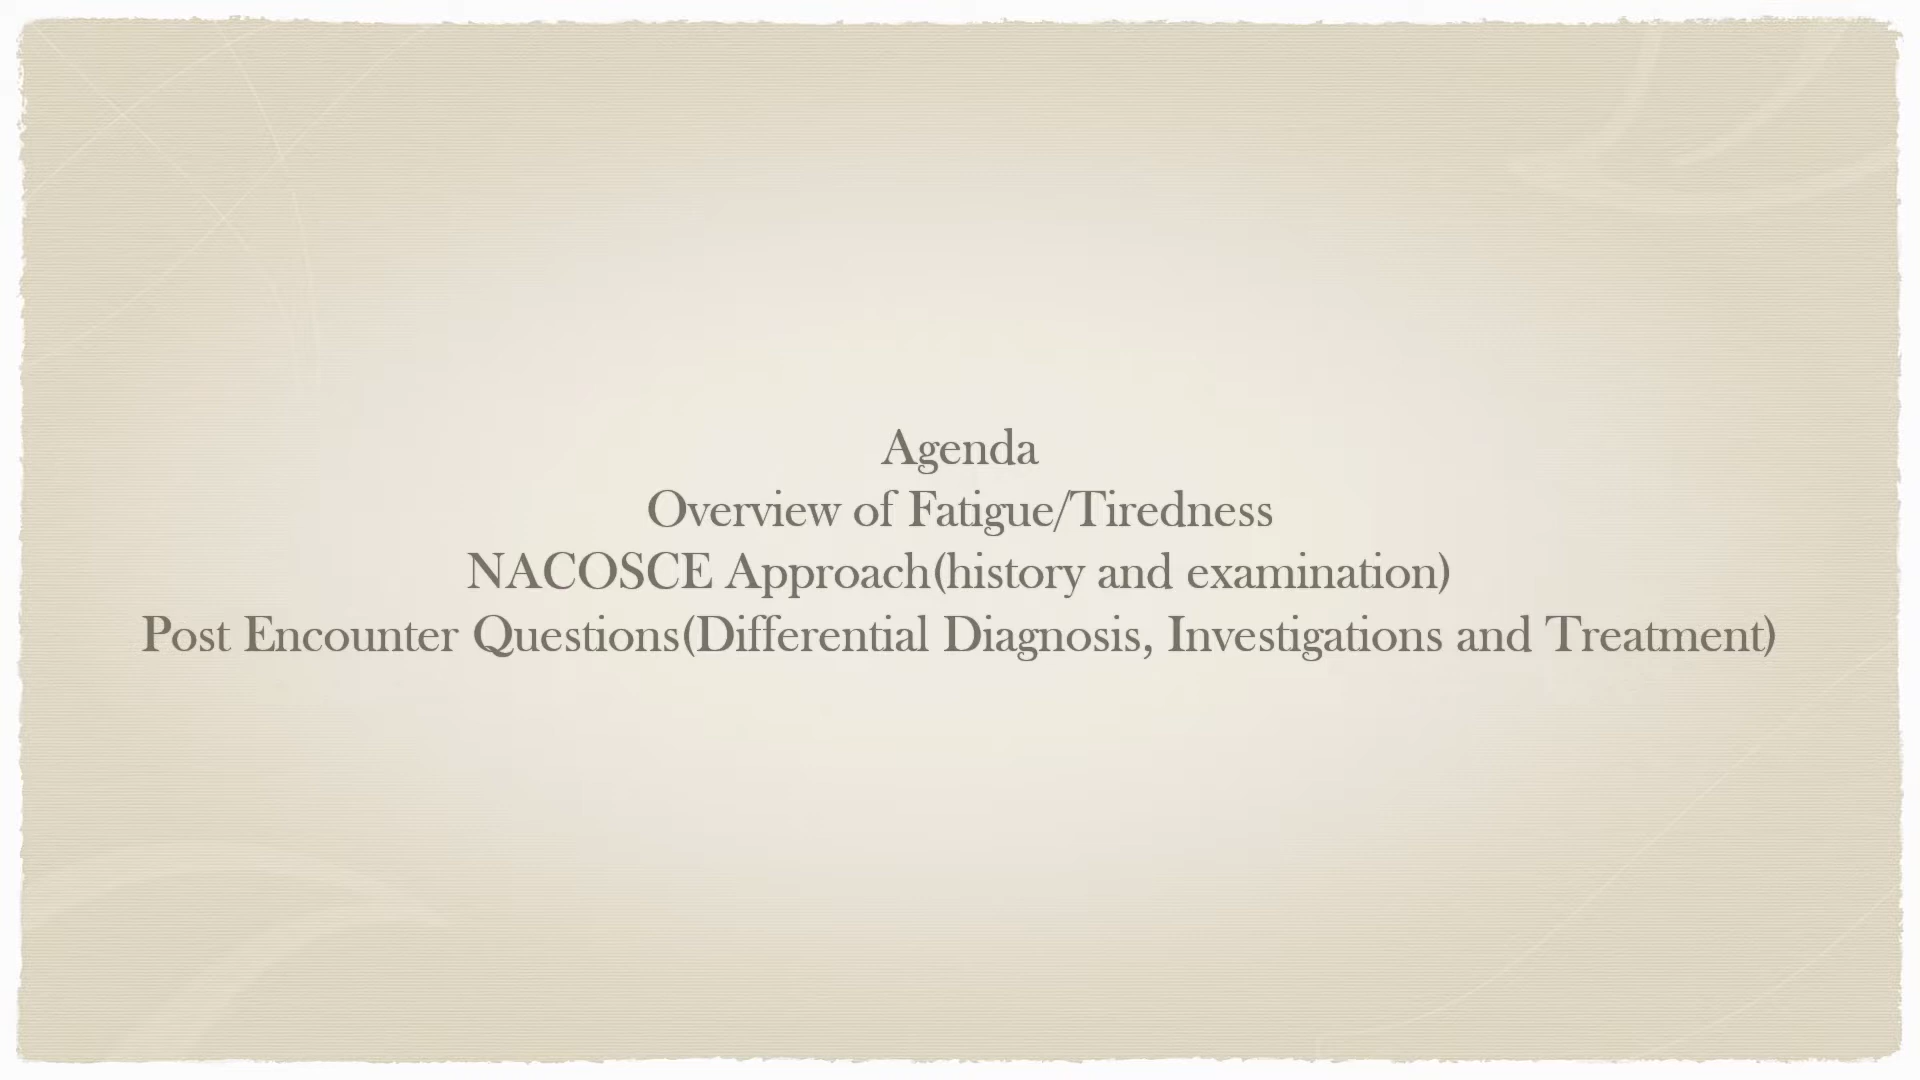 Agenda
Overview of Fatigue/Tiredness
NACOSCE Approach(history and examination)
Post Encounter Questions(Differential Diagnosis, Investigations and Treatment)